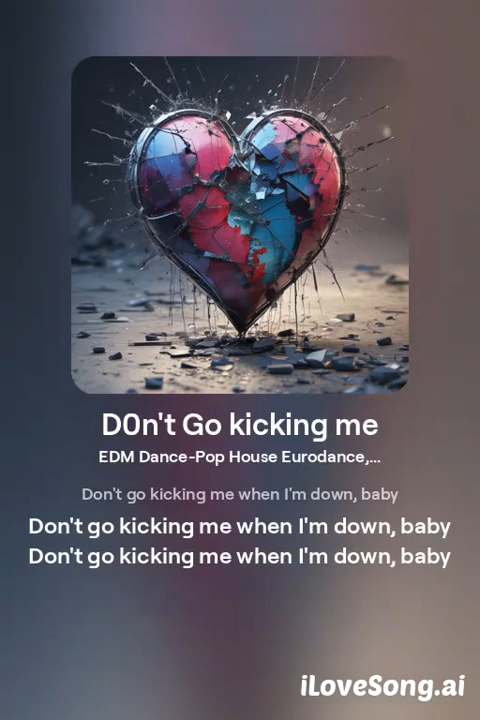 D0n't Go kicking me
EDM Dance-Pop House Eurodance,...
Don't go kicking me when I'm down, baby
Don't go kicking me when I'm down, baby
Don't go kicking me when I'm down, baby
iLoveSong.ai